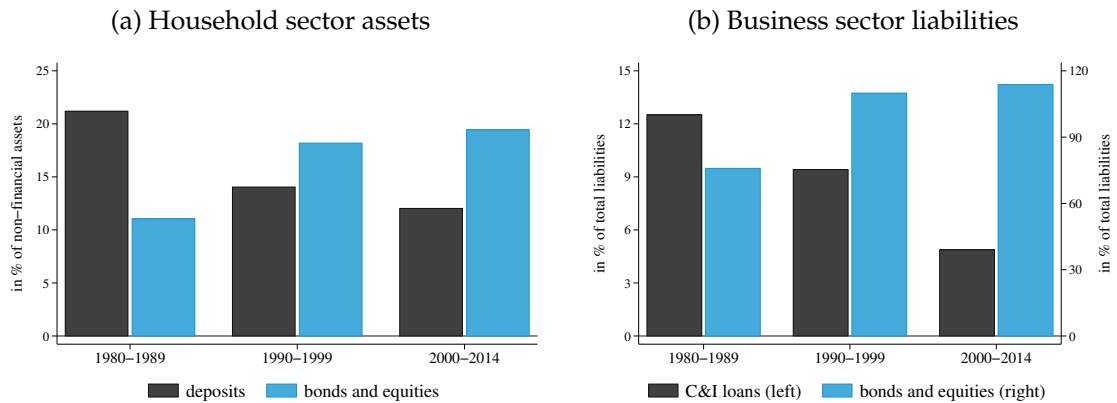 (a) Household sector assets
in % of non–financial assets
25
20
15
10
5
0
1980–1989
1990–1999
2000–2014
deposits
bonds and equities
(b) Business sector liabilities
in % of total liabilities
15
12
9
6
3
0
120
90
60
30
0
in % of total liabilities
1980–1989
1990–1999
2000–2014
C&I loans (left)
bonds and equities (right)